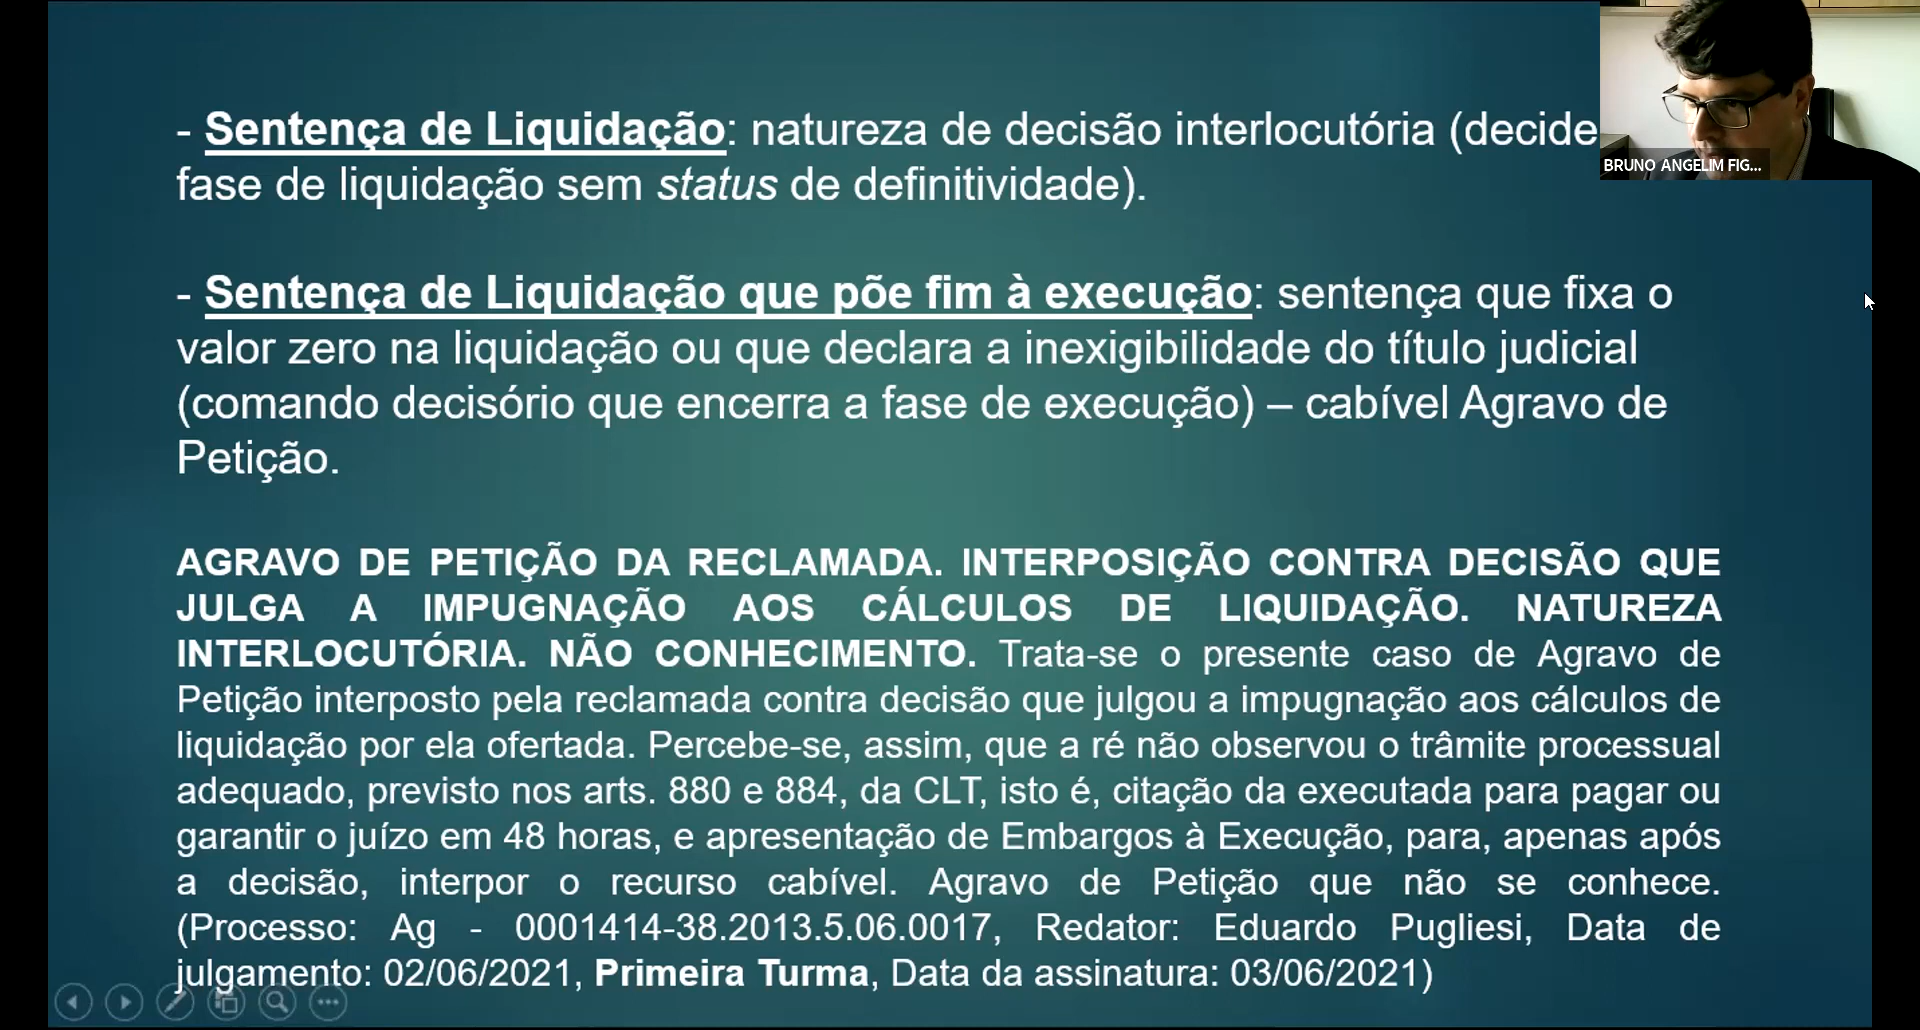 - Sentença de Liquidação: natureza de decisão interlocutória (decide
fase de liquidação sem status de definitividade).
- Sentença de Liquidação que põe fim à execução: sentença que fixa o
valor zero na liquidação ou que declara a inexigibilidade do título judicial
(comando decisório que encerra a fase de execução) – cabível Agravo de
Petição.
AGRAVO DE PETIÇÃO DA RECLAMADA. INTERPOSIÇÃO CONTRA DECISÃO QUE
JULGA A IMPUGNAÇÃO AOS CÁLCULOS DE LIQUIDAÇÃO. NATUREZA
INTERLOCUTÓRIA. NÃO CONHECIMENTO. Trata-se o presente caso de Agravo de
Petição interposto pela reclamada contra decisão que julgou a impugnação aos cálculos de
liquidação por ela ofertada. Percebe-se, assim, que a ré não observou o trâmite processual
adequado, previsto nos arts. 880 e 884, da CLT, isto é, citação da executada para pagar ou
garantir o juízo em 48 horas, e apresentação de Embargos à Execução, para, apenas após
a decisão, interpor o recurso cabível. Agravo de Petição que não se conhece.
(Processo: Ag - 0001414-38.2013.5.06.0017, Redator: Eduardo Pugliesi, Data de
julgamento: 02/06/2021, Primeira Turma, Data da assinatura: 03/06/2021)
BRUNO ANGELIM FIG...